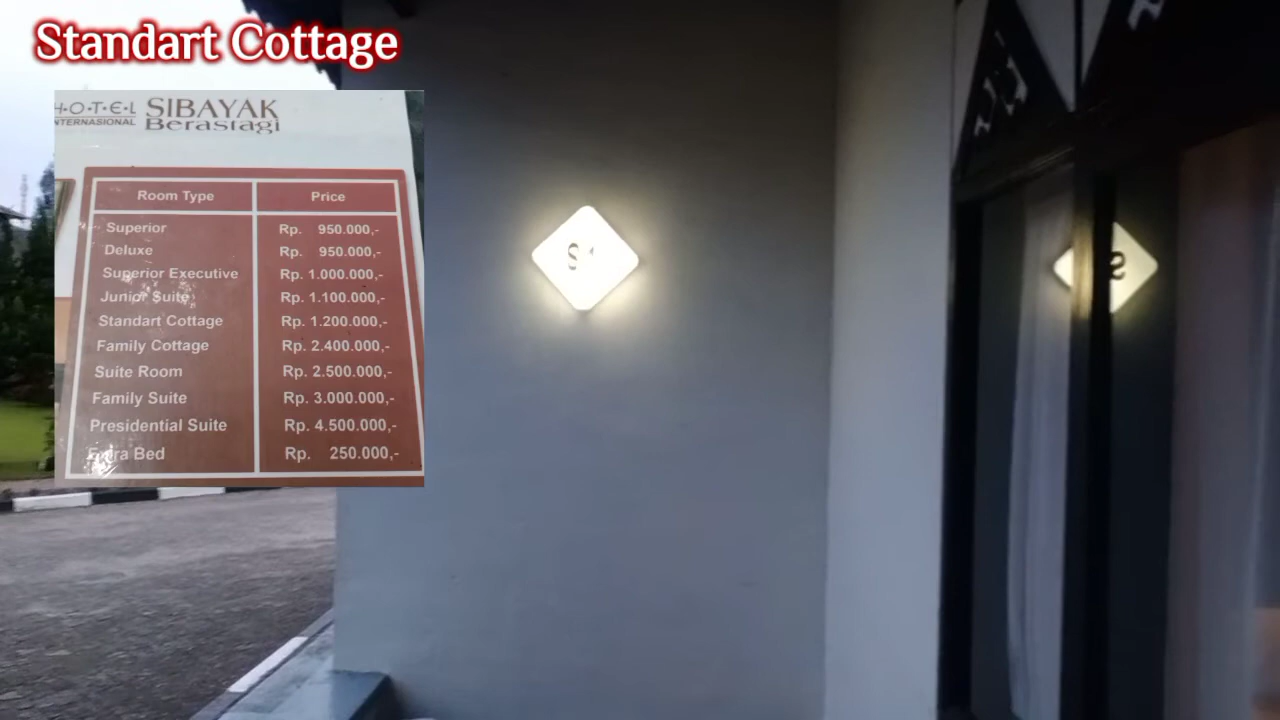 Standart Cottage
H·O·T·E·L SIBAYAK
INTERNASIONAL Berastagi
Room Type Price
Superior Rp. 950.000,-
Deluxe Rp. 950.000,-
Superior Executive Rp. 1.000.000,-
Junior Suite Rp. 1.100.000,-
Standart Cottage Rp. 1.200.000,-
Family Cottage Rp. 2.400.000,-
Suite Room Rp. 2.500.000,-
Family Suite Rp. 3.000.000,-
Presidential Suite Rp. 4.500.000,-
Extra Bed Rp. 250.000,-